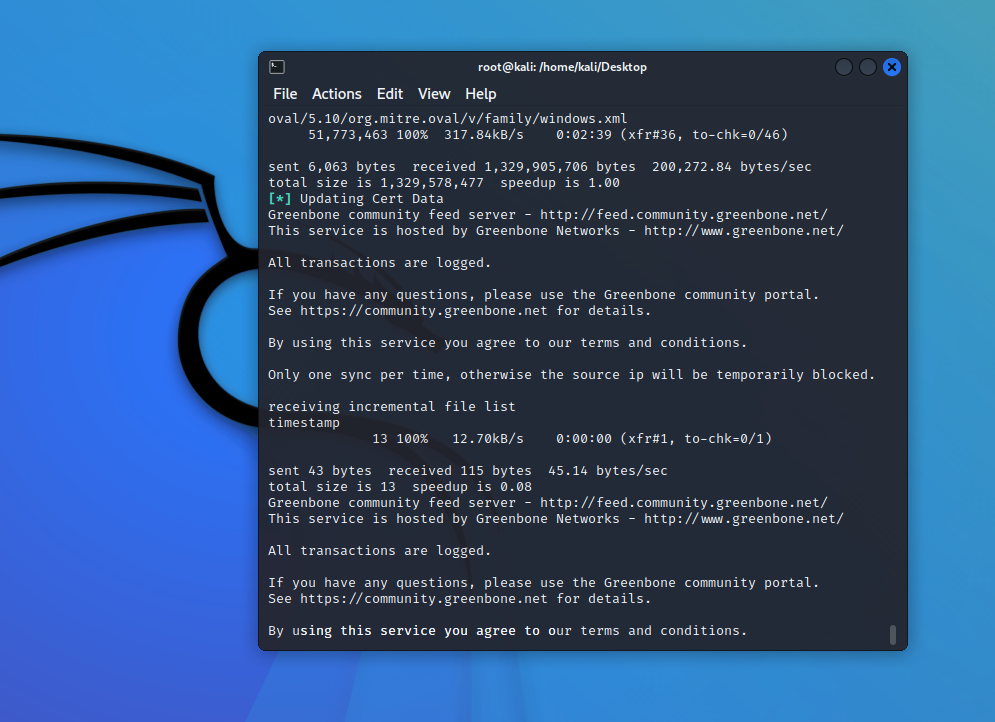 root@kali: /home/kali/Desktop
File Actions Edit View Help
oval/5.10/org.mitre.oval/v/family/windows.xml
51,773,463 100% 317.84kB/s 0:02:39 (xfr#36, to-chk=0/46)
sent 6,063 bytes received 1,329,905,706 bytes 200,272.84 bytes/sec
total size is 1,329,578,477 speedup is 1.00
[*] Updating Cert Data
Greenbone community feed server - http://feed.community.greenbone.net/
This service is hosted by Greenbone Networks - http://www.greenbone.net/
All transactions are logged.
If you have any questions, please use the Greenbone community portal.
See https://community.greenbone.net for details.
By using this service you agree to our terms and conditions.
Only one sync per time, otherwise the source ip will be temporarily blocked.
receiving incremental file list
timestamp
13 100% 12.70kB/s 0:00:00 (xfr#1, to-chk=0/1)
sent 43 bytes received 115 bytes 45.14 bytes/sec
total size is 13 speedup is 0.08
Greenbone community feed server - http://feed.community.greenbone.net/
This service is hosted by Greenbone Networks - http://www.greenbone.net/
All transactions are logged.
If you have any questions, please use the Greenbone community portal.
See https://community.greenbone.net for details.
By using this service you agree to our terms and conditions.